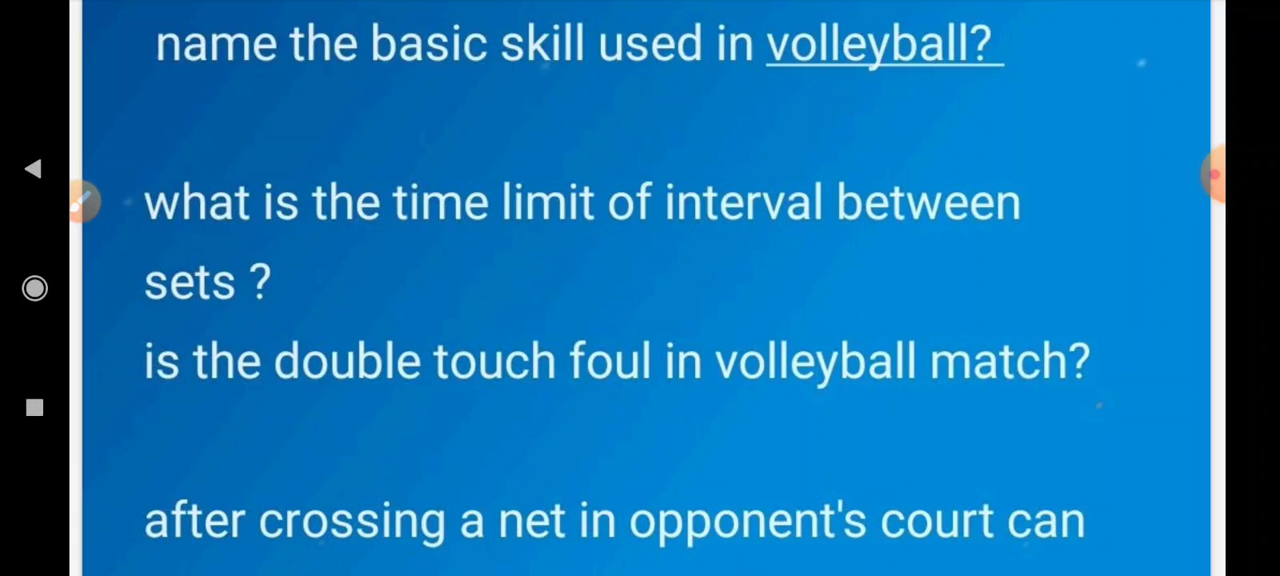 name the basic skill used in volleyball?
what is the time limit of interval between
sets ?
is the double touch foul in volleyball match?
after crossing a net in opponent's court can